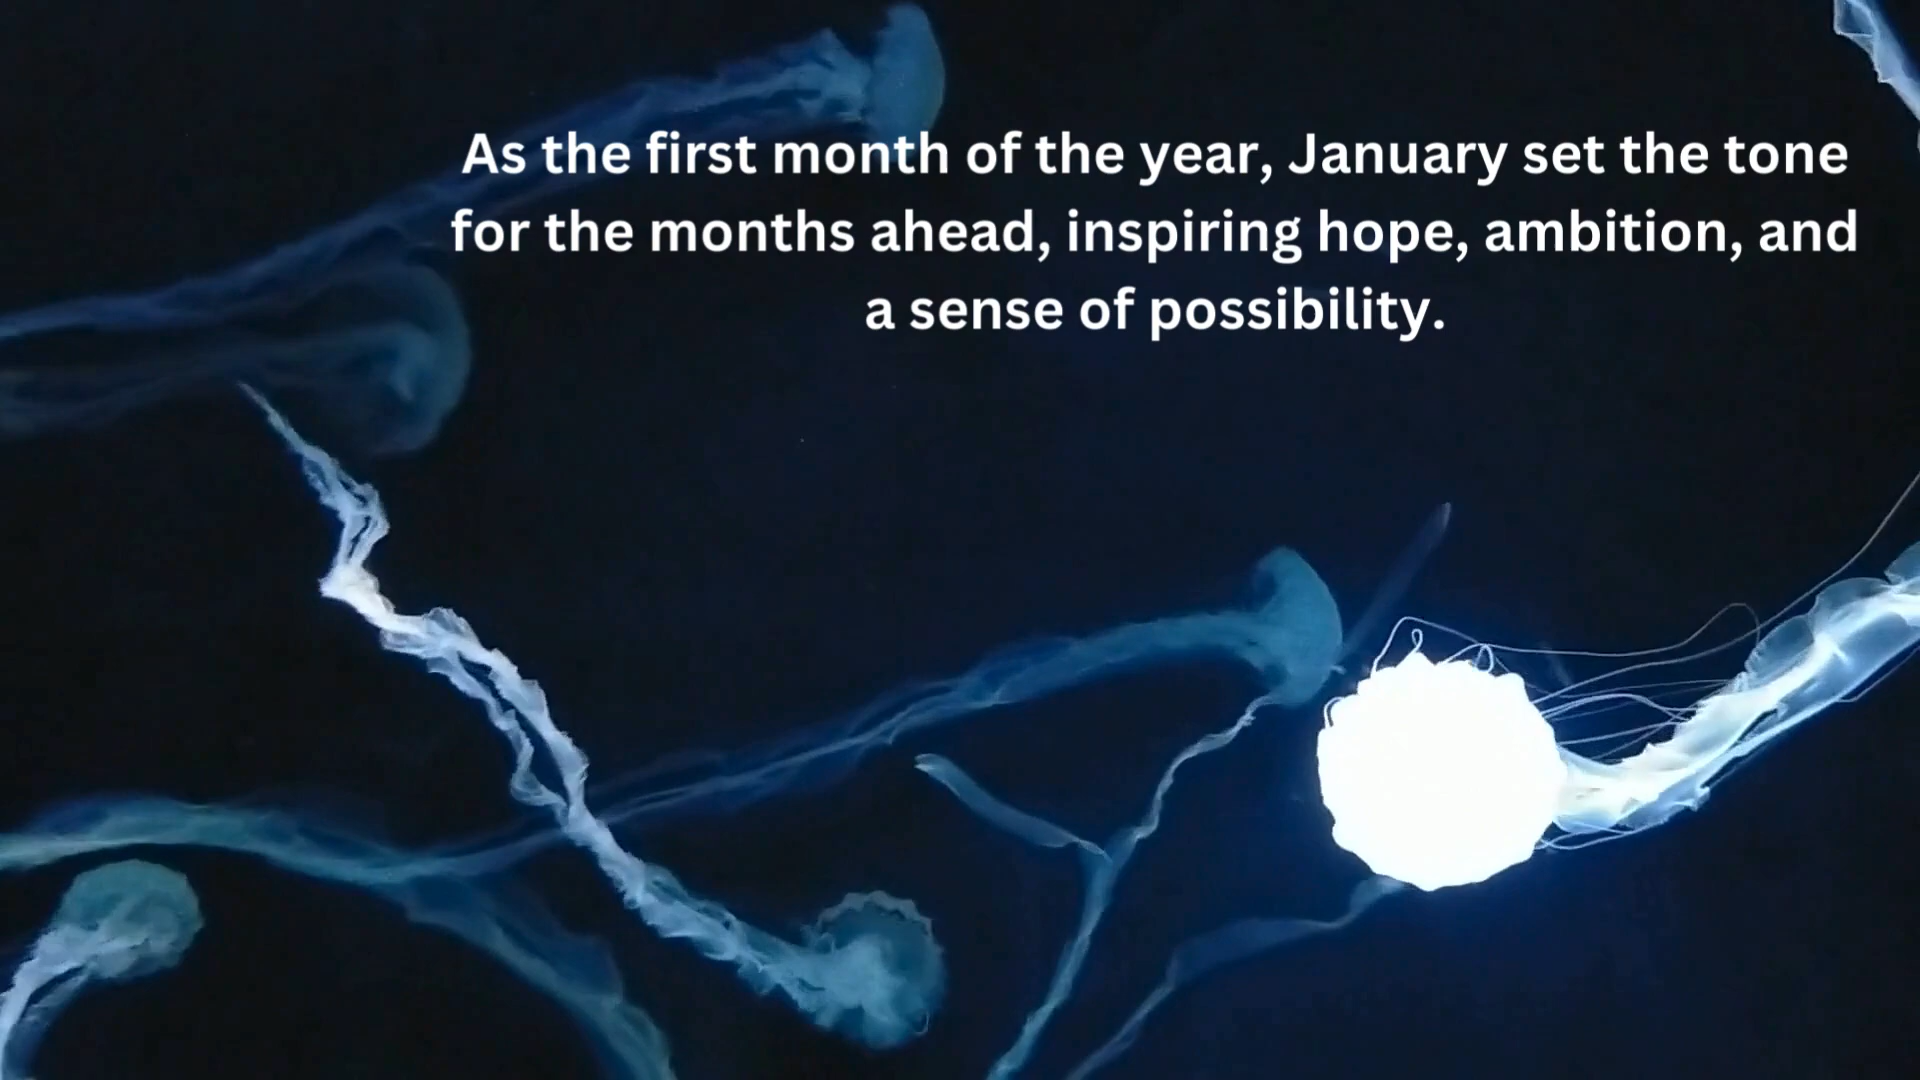 As the first month of the year, January set the tone
for the months ahead, inspiring hope, ambition, and
a sense of possibility.